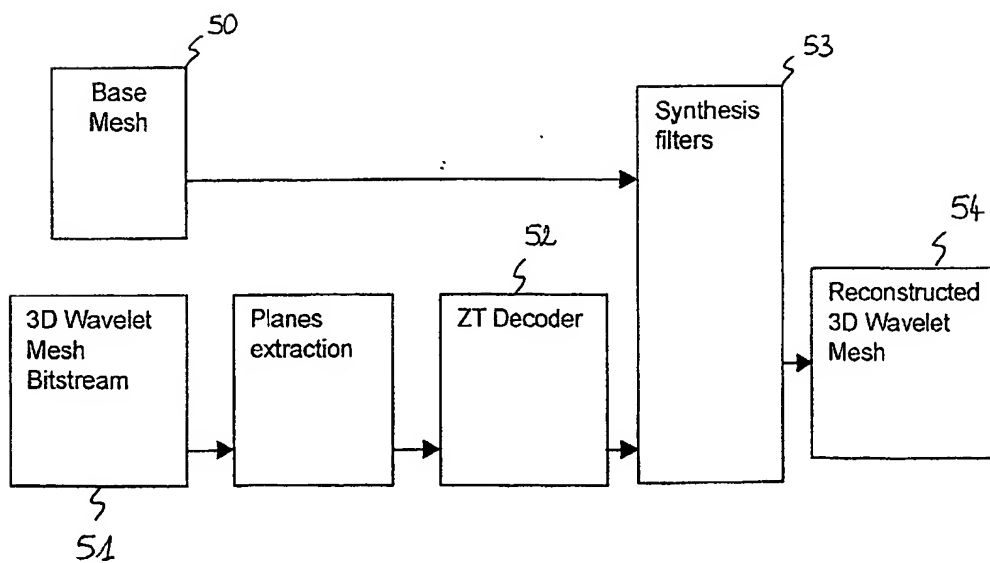 50
Base
Mesh
53
Synthesis
filters
54
Reconstructed
3D Wavelet
Mesh
52
3D Wavelet
Mesh
Bitstream
Planes
extraction
ZT Decoder
51